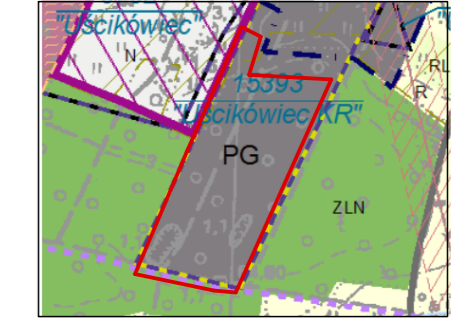 "Uścikówiec"
N
15393
"Uścikówiec KR"
RL
R
PG
ZLN